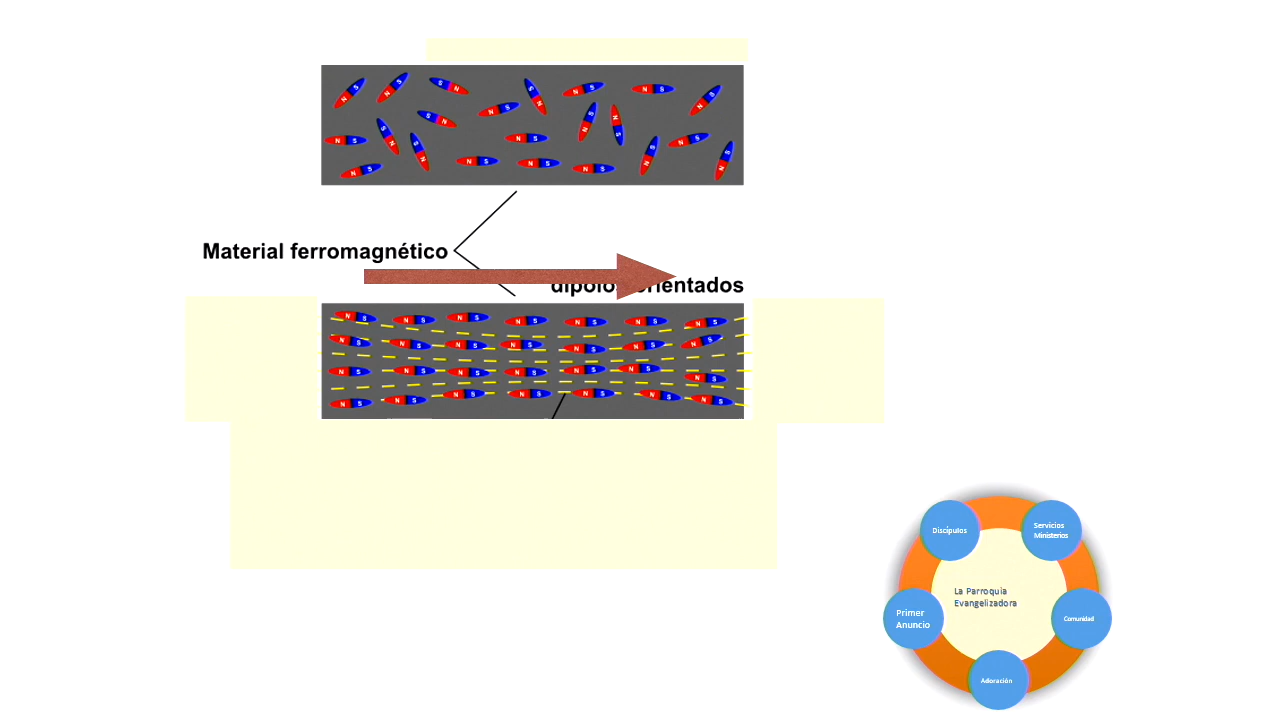 N S N S S N S N N S N S N S
S N N S N S N S
N S S N S N N S N S N S N S
N S N S N S N S
Material ferromagnético
dipolos orientados
N S N S N S N S N S N S N S
N S N S N S N S N S N S N S
N S N S N S N S N S N S N S
N S N S N S N S N S N S N S
Discípulos
Servicios
Ministerios
La Parroquia
Evangelizadora
Primer
Anuncio
Comunidad
Adoración